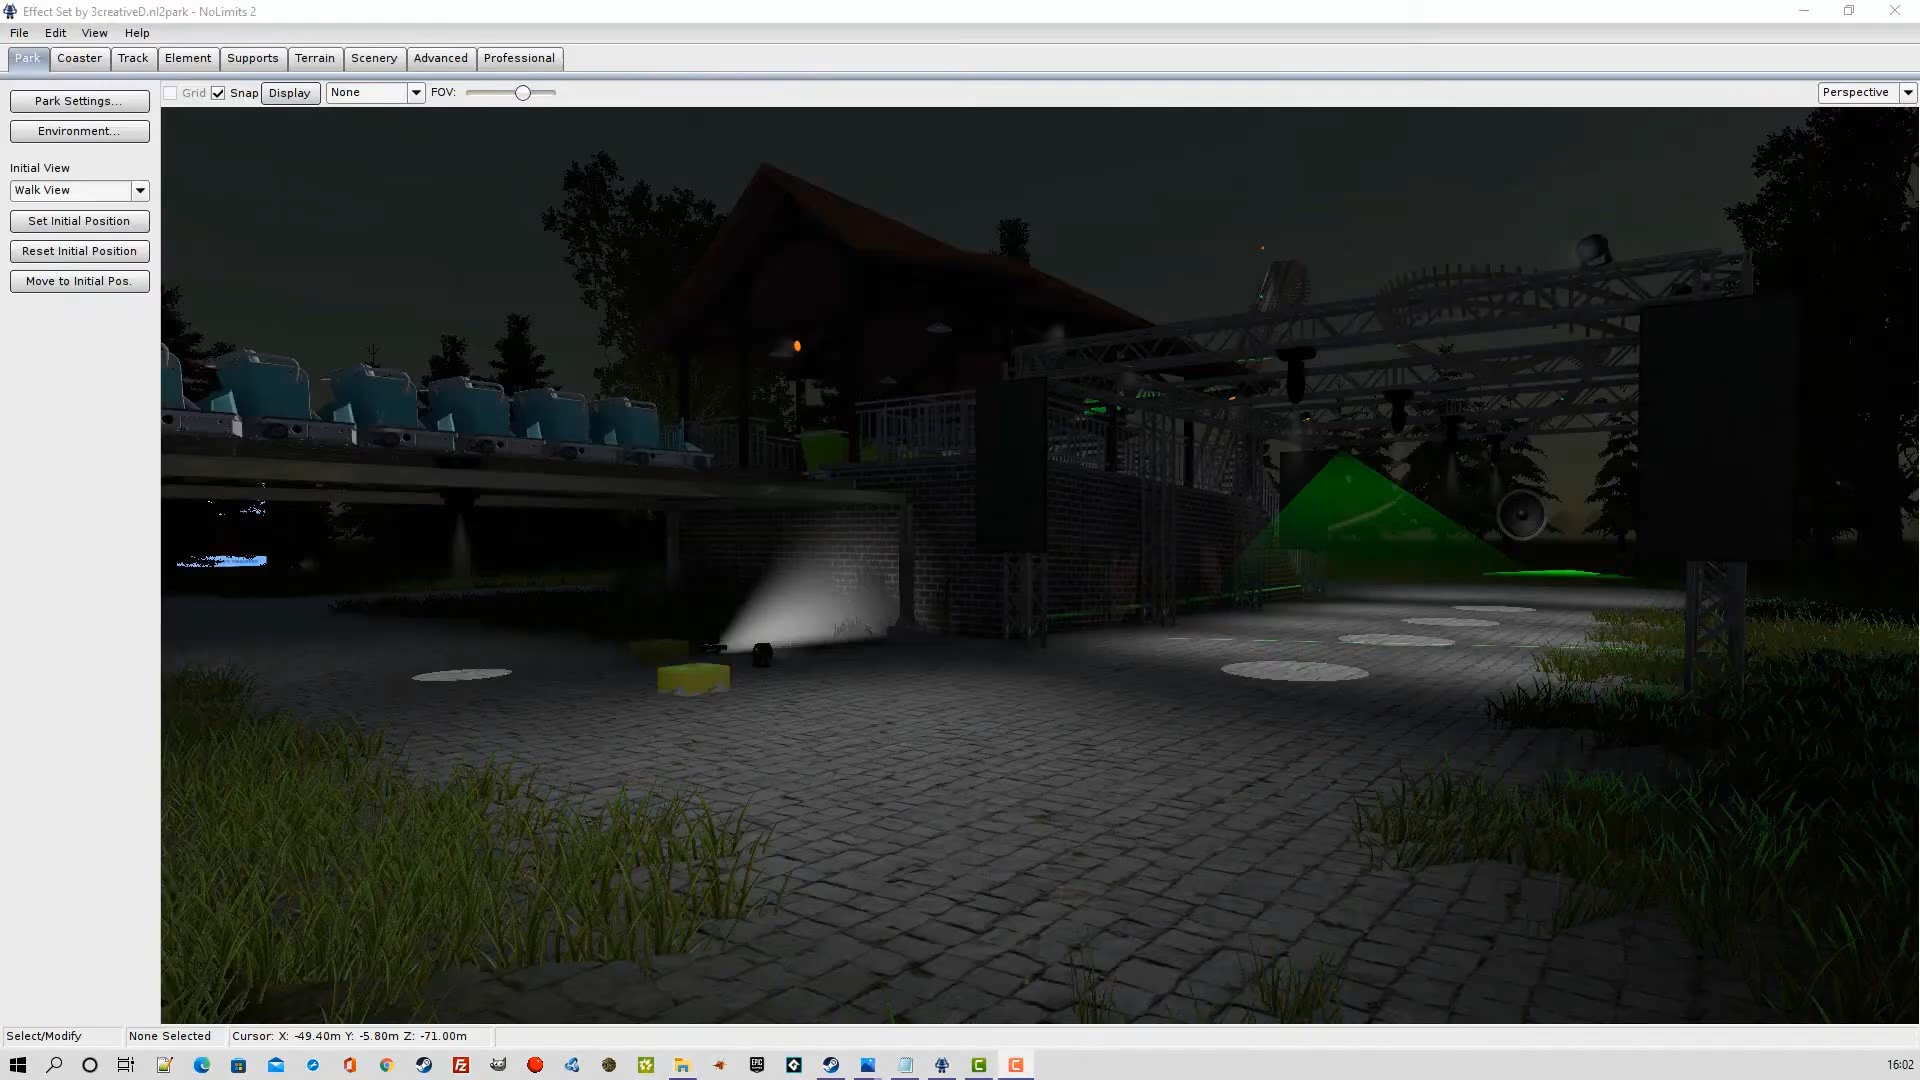 Effect Set by 3creativeD.nl2park - NoLimits 2
File Edit View Help
Park Coaster Track Element Supports Terrain Scenery Advanced Professional
Grid Snap Display None FOV: Perspective
Park Settings...
Environment...
Initial View
Walk View
Set Initial Position
Reset Initial Position
Move to Initial Pos.
Select/Modify None Selected Cursor: X: -49.40m Y: -5.80m Z: -71.00m
16:02